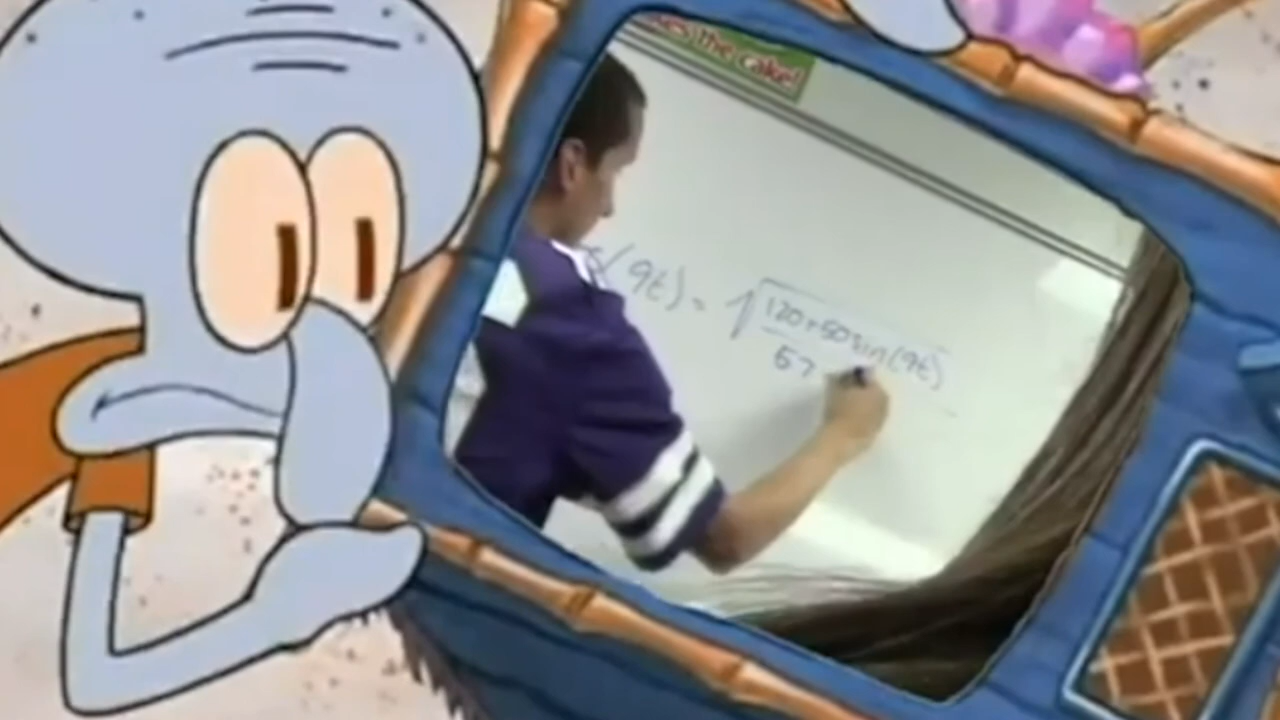 the cake!
(9t) = √120+50sin(9t)
57